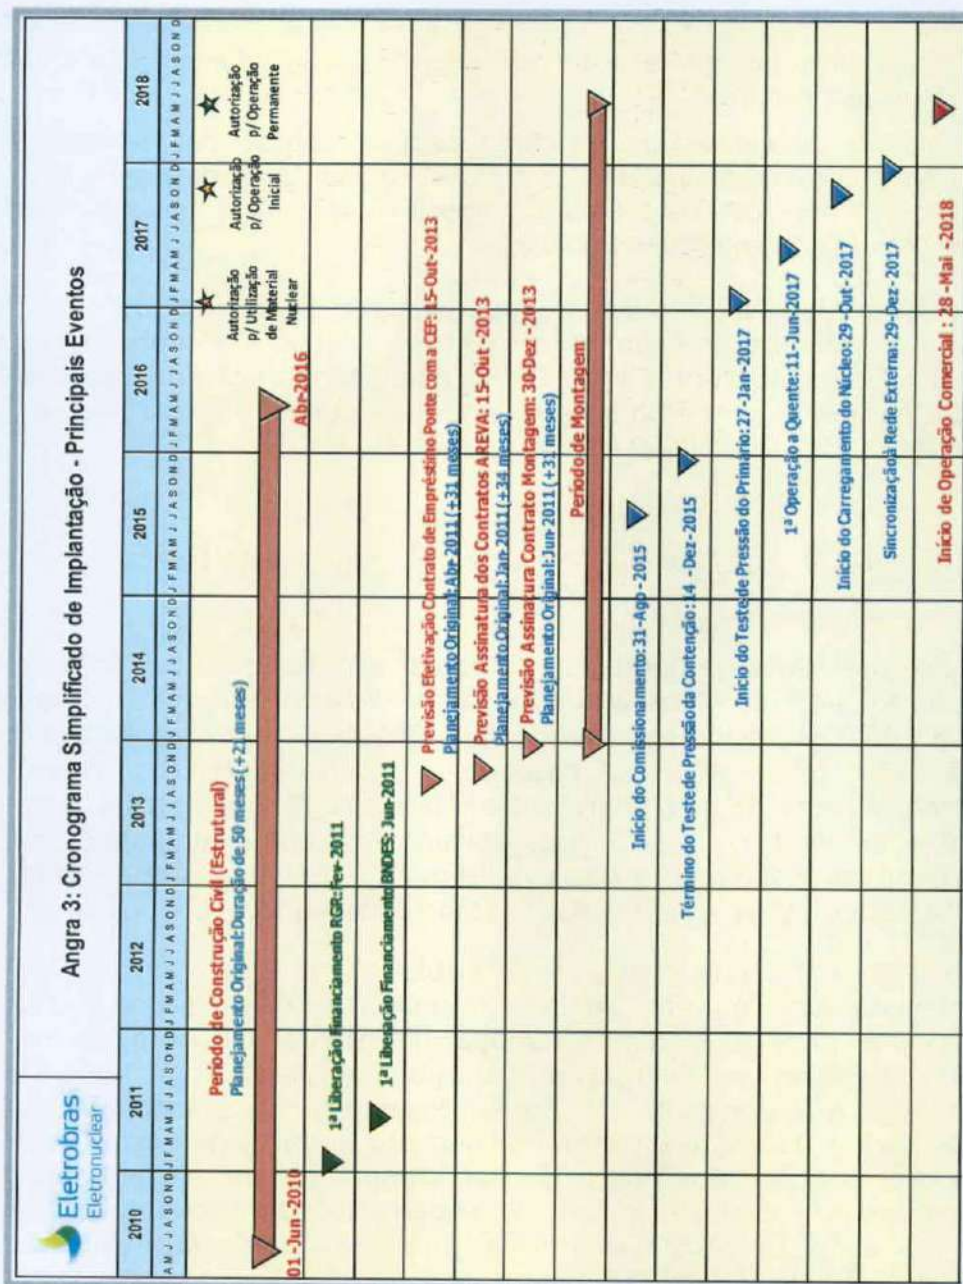 Eletrobras
Eletronuclear
Angra 3: Cronograma Simplificado de Implantação - Principais Eventos
2010 2011 2012 2013 2014 2015 2016 2017 2018
A M J J A S O N D J F M A M J J A S O N D J F M A M J J A S O N D J F M A M J J A S O N D J F M A M J J A S O N D J F M A M J J A S O N D J F M A M J J A S O N D J F M A M J J A S O N D J F M A M J J A S O N D
Autorização
p/ Utilização
de Material
Nuclear
Autorização
p/ Operação
Inicial
Autorização
p/ Operação
Permanente
Período de Construção Civil (Estrutural)
Planejamento Original: Duração de 50 meses (+21 meses)
01-Jun-2010
Abr-2016
1ª Liberação Financiamento RGR: Fev-2011
1ª Liberação Financiamento BNDES: Jun-2011
Previsão Efetivação Contrato de Empréstimo Ponte com a CEF: 15-Out-2013
Planejamento Original: Abr-2011 (+31 meses)
Previsão Assinatura dos Contratos AREVA: 15-Out-2013
Planejamento Original: Jan-2011 (+34 meses)
Previsão Assinatura Contrato Montagem: 30-Dez-2013
Planejamento Original: Jun-2011 (+31 meses)
Período de Montagem
Início do Comissionamento: 31-Ago-2015
Término do Teste de Pressão da Contenção: 14-Dez-2015
Início do Teste de Pressão do Primário: 27-Jan-2017
1ª Operação a Quente: 11-Jun-2017
Início do Carregamento do Núcleo: 29-Out-2017
Sincronização à Rede Externa: 29-Dez-2017
Início de Operação Comercial: 28-Mai-2018